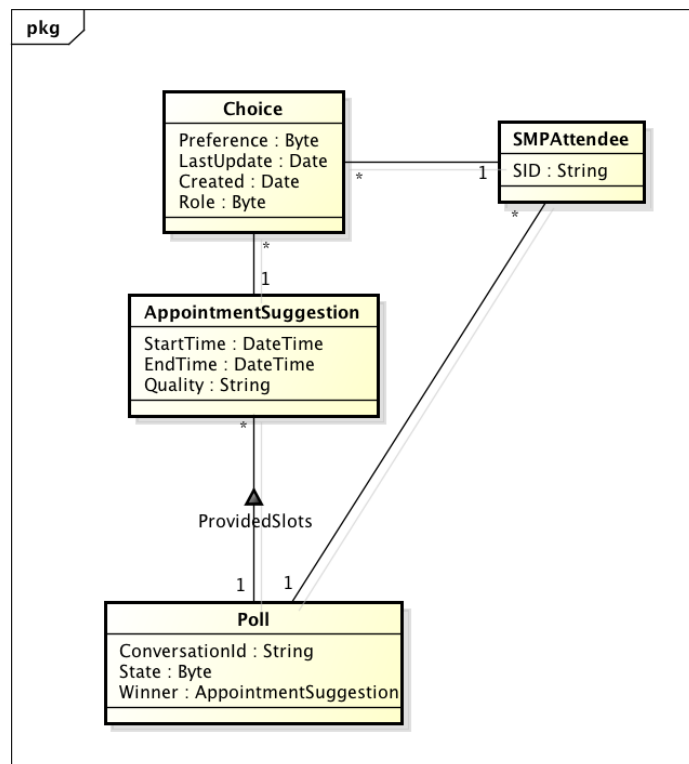 pkg
Choice
Preference : Byte
LastUpdate : Date
Created : Date
Role : Byte
SMPAttendee
SID : String
*
1
*
*
1
AppointmentSuggestion
StartTime : DateTime
EndTime : DateTime
Quality : String
*
ProvidedSlots
1
1
Poll
ConversationId : String
State : Byte
Winner : AppointmentSuggestion